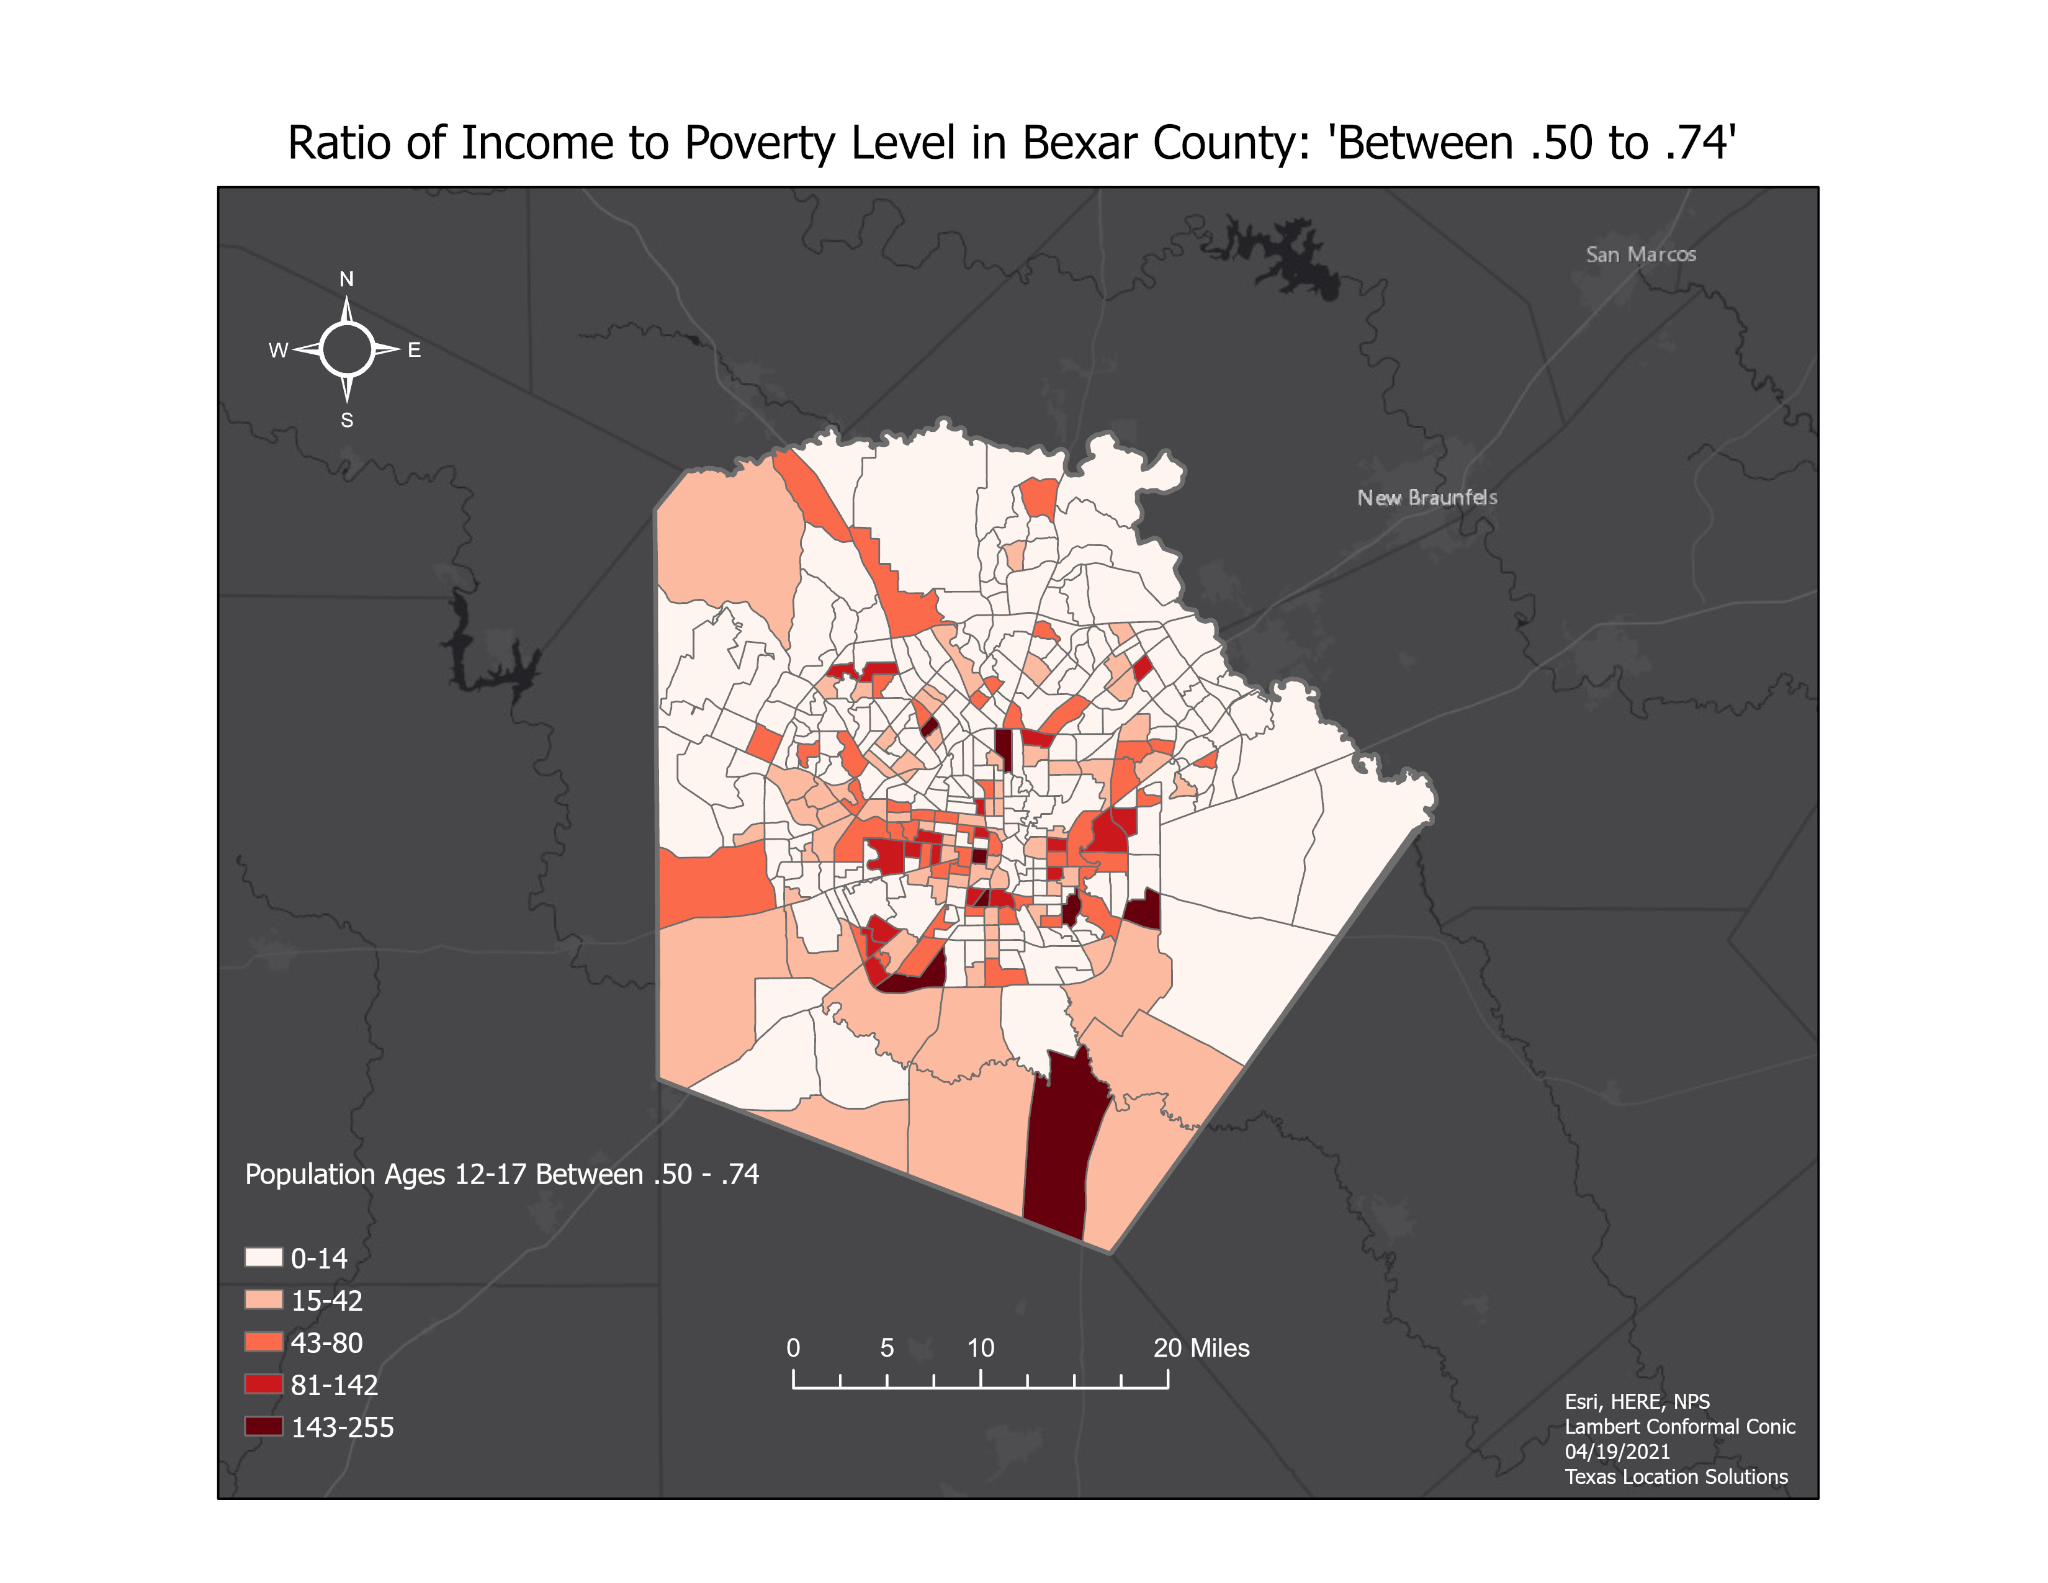 Ratio of Income to Poverty Level in Bexar County: 'Between .50 to .74'
San Marcos
N
W E
S
New Braunfels
Population Ages 12-17 Between .50 - .74
0-14
15-42
43-80
81-142
143-255
0 5 10 20 Miles
Esri, HERE, NPS
Lambert Conformal Conic
04/19/2021
Texas Location Solutions